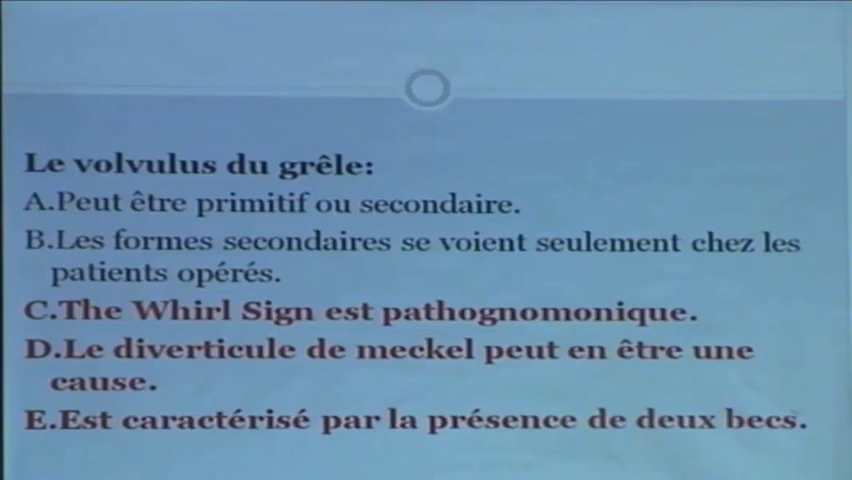 Le volvulus du grêle:
A.Peut être primitif ou secondaire.
B.Les formes secondaires se voient seulement chez les
patients opérés.
C.The Whirl Sign est pathognomonique.
D.Le diverticule de meckel peut en être une
cause.
E.Est caractérisé par la présence de deux becs.